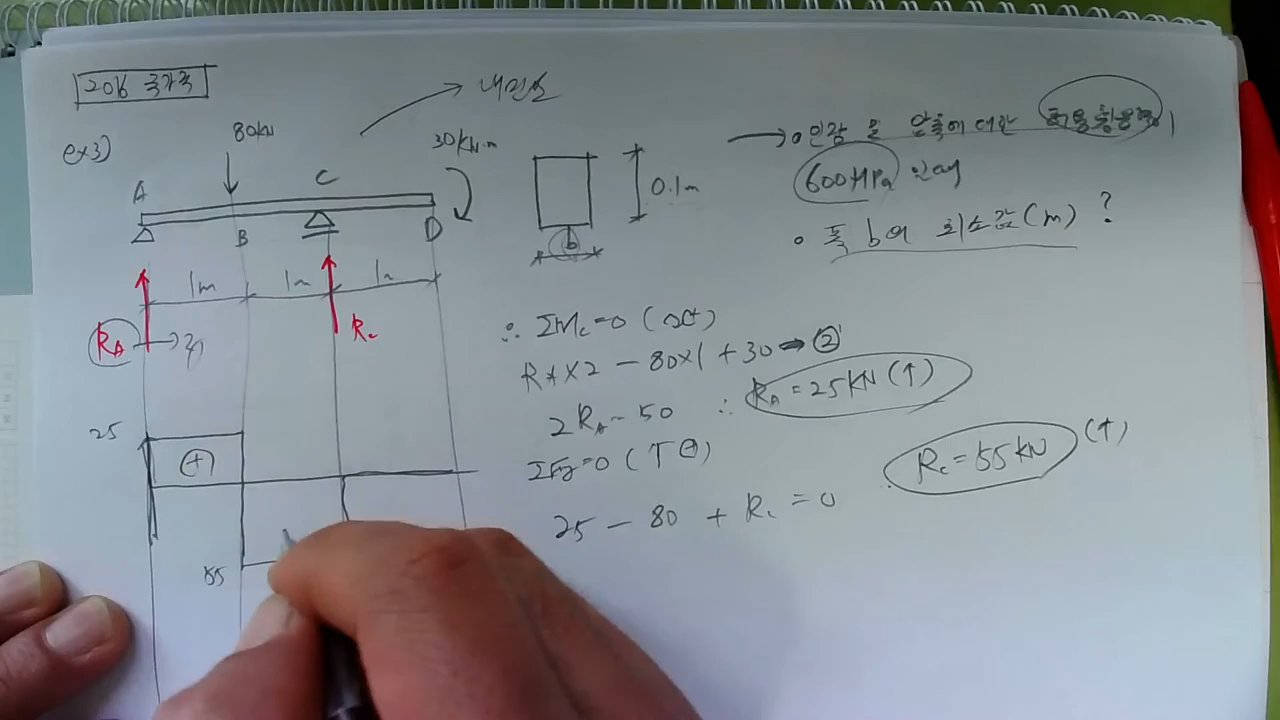 2016 국가직
ex3)
80kN
→ 내민보
30kN·m
A
C
B
D
0.1m
b
→ ∘ 인장 및 압축에 대한 허용휨응력이
600MPa 일때
∘ 폭 b의 최소값(m) ?
1m
1m
1m
RA
Rc
∴ ΣMc=0 (
RA×2 - 80×1 + 30 = 0
2RA = 50 ∴ RA = 25kN (↑)
ΣFy=0 (↑⊕)
25 - 80 + Rc = 0
Rc = 55kN (↑)
25
(+)
55